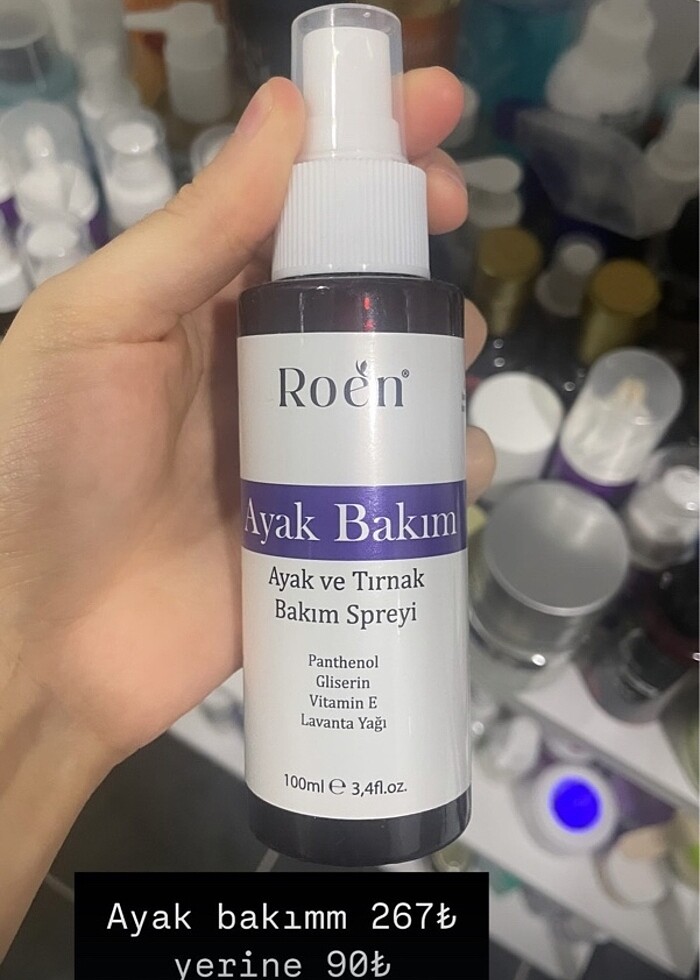 Roen®
Ayak Bakım
Ayak ve Tırnak
Bakım Spreyi
Panthenol
Gliserin
Vitamin E
Lavanta Yağı
100ml ℮ 3,4fl.oz.
Ayak bakımm 267₺
yerine 90₺